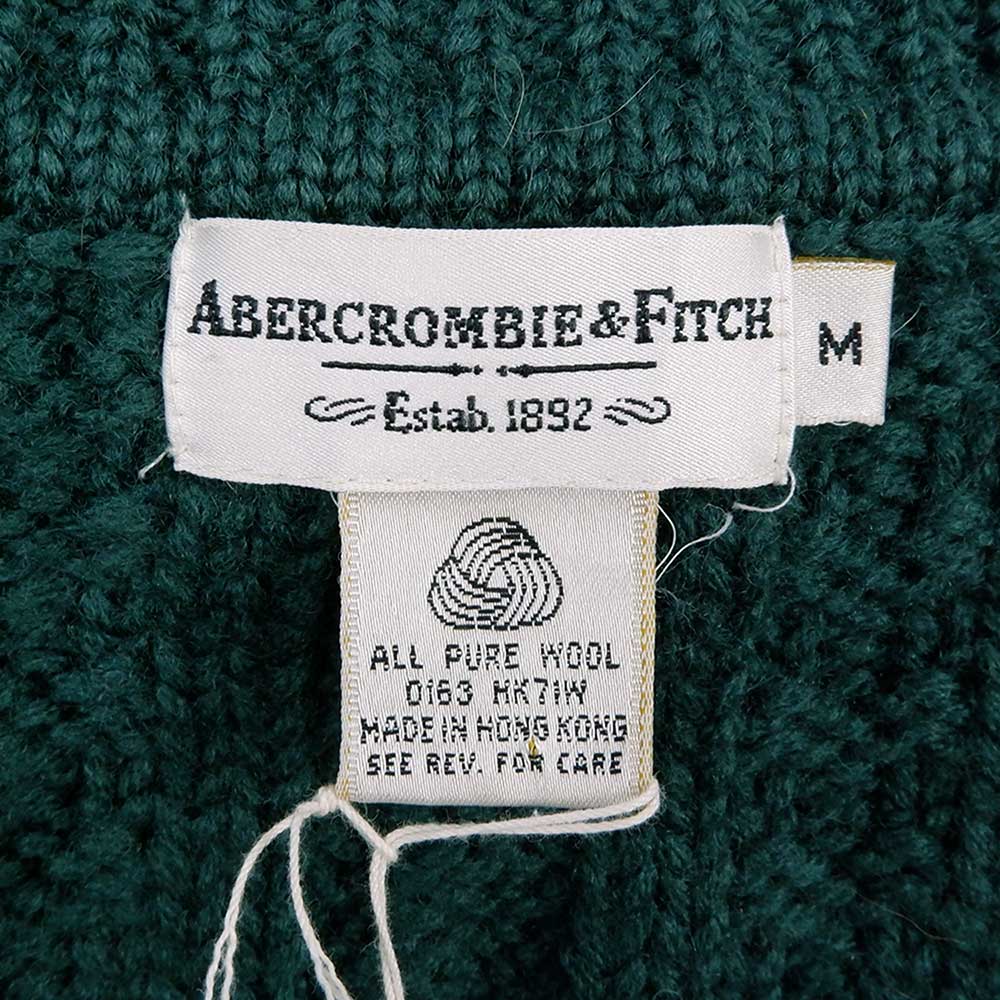 ABERCROMBIE & FITCH
M
Estab. 1892
ALL PURE WOOL
0163 HK71W
MADE IN HONG KONG
SEE REV. FOR CARE